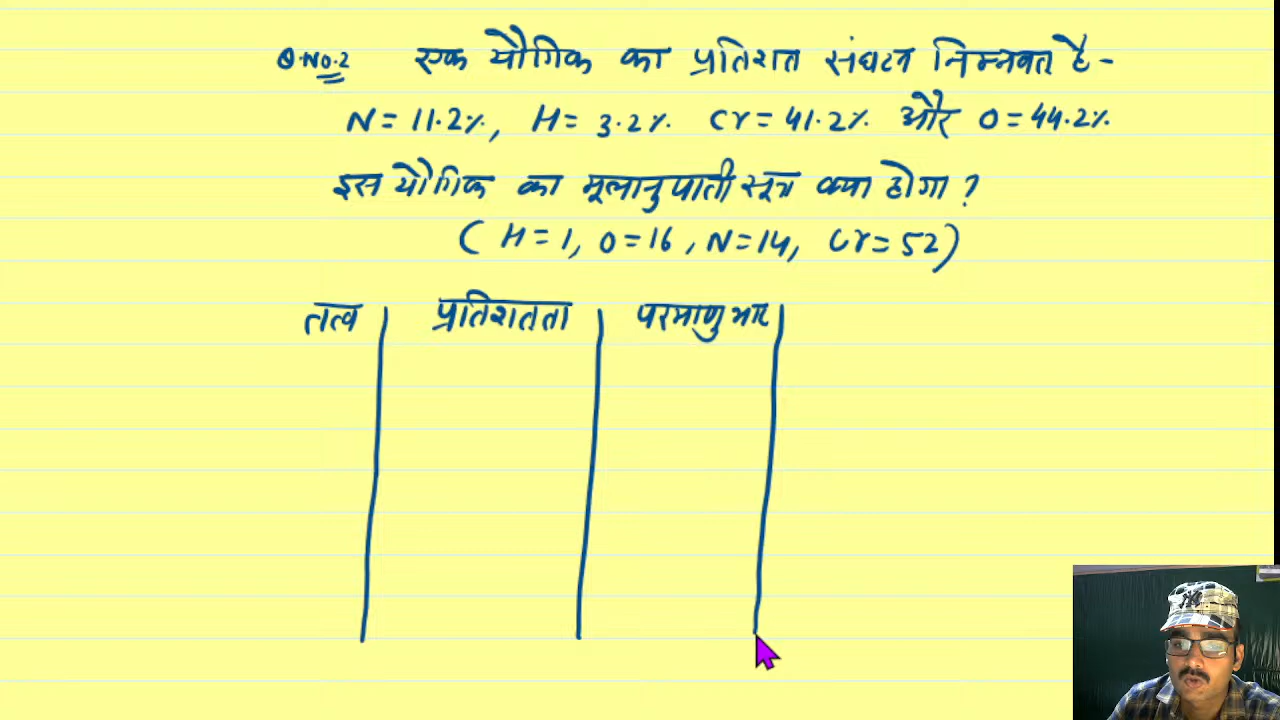 Q.No.2 एक यौगिक का प्रतिशत संघटन निम्नवत है -
N = 11.2%, H = 3.2% Cr = 41.2% और O = 44.2%
इस यौगिक का मूलानुपाती सूत्र क्या होगा ?
( H = 1, O = 16, N = 14, Cr = 52 )
तत्व प्रतिशतता परमाणु भार